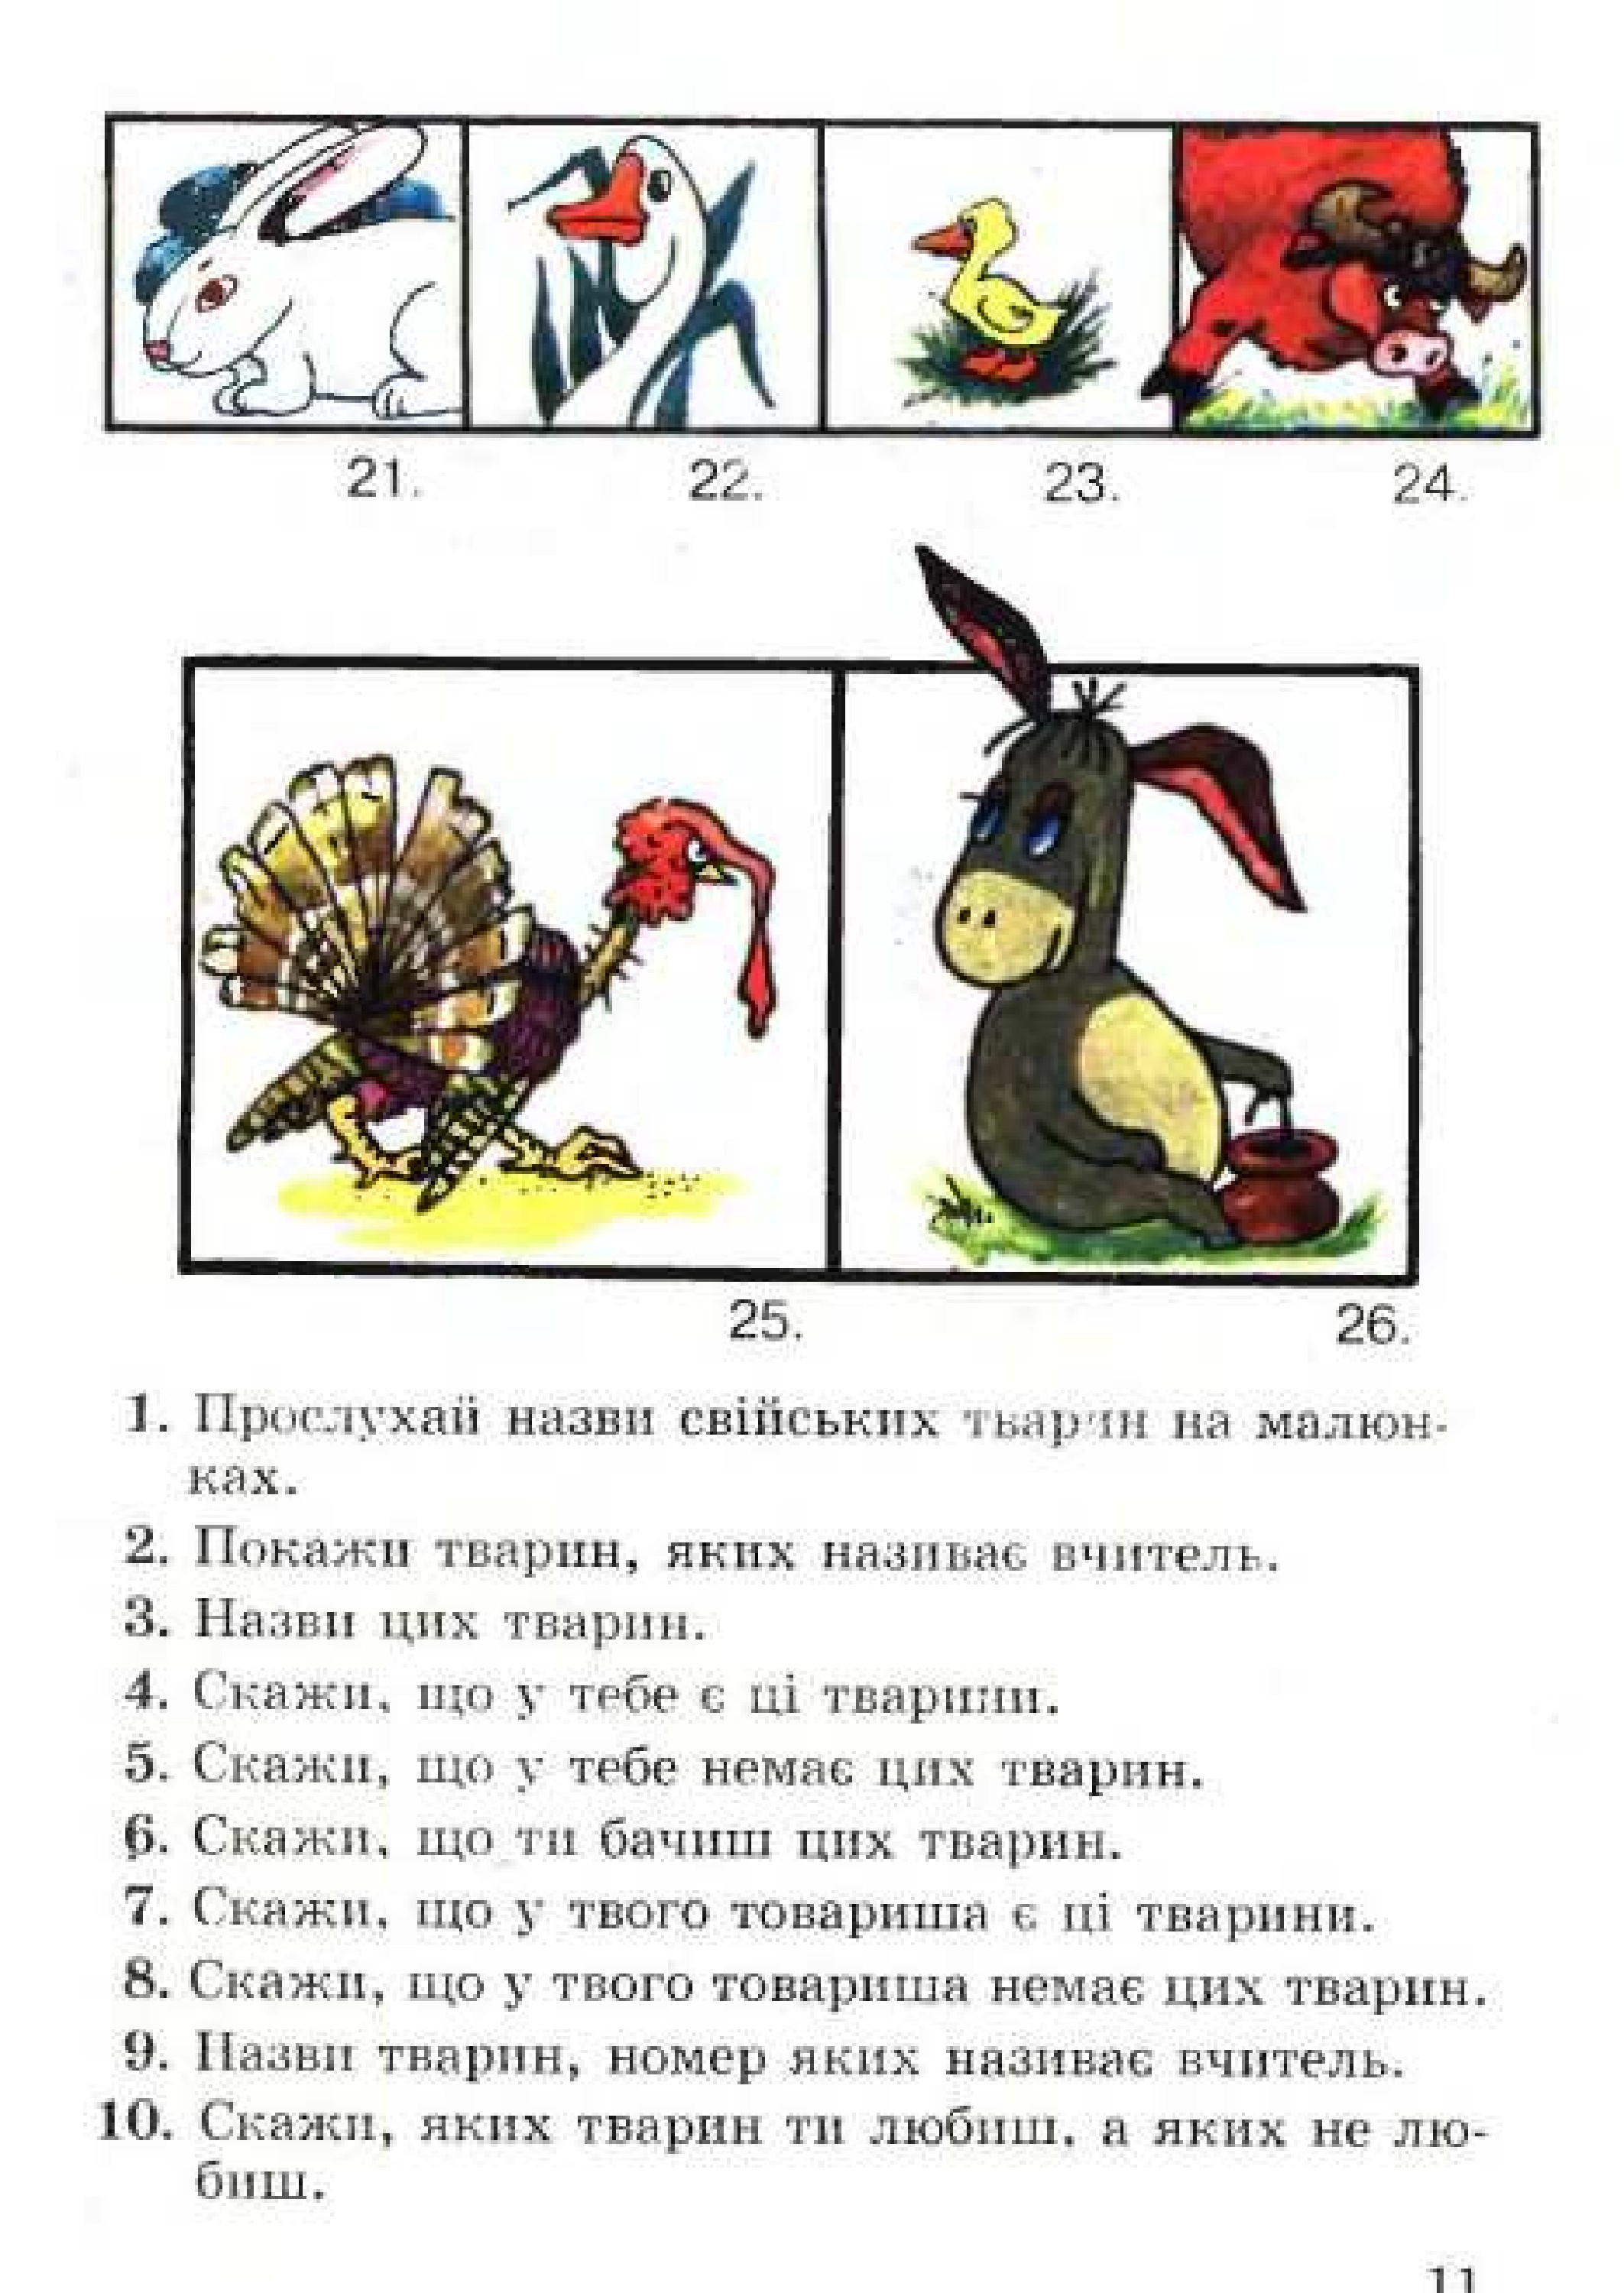 21.
22.
23.
24.
25.
26.
1. Прослухай назви свійських тварин на малюн-
ках.
2. Покажи тварин, яких називає вчитель.
3. Назви цих тварин.
4. Скажи, що у тебе є ці тварини.
5. Скажи, що у тебе немає цих тварин.
6. Скажи, що ти бачиш цих тварин.
7. Скажи, що у твого товариша є ці тварини.
8. Скажи, що у твого товариша немає цих тварин.
9. Назви тварин, номер яких називає вчитель.
10. Скажи, яких тварин ти любиш, а яких не лю-
биш.
11